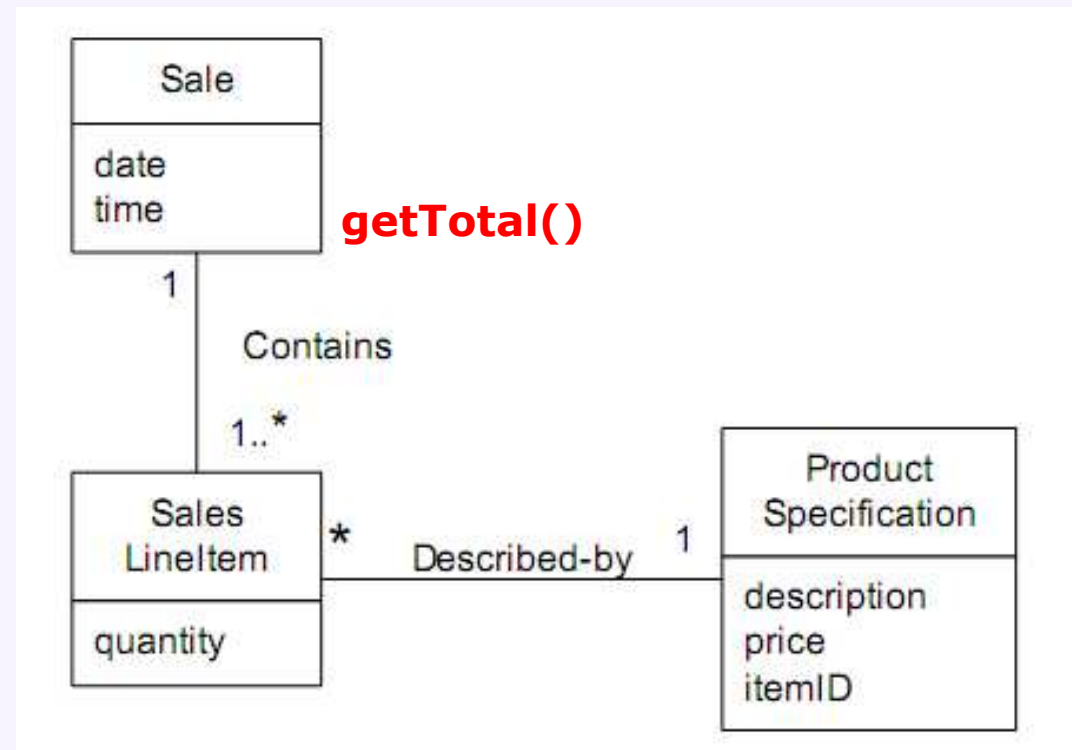 Sale
date
time
getTotal()
1
Contains
1..*
Sales
LineItem
quantity
*
Described-by
1
Product
Specification
description
price
itemID